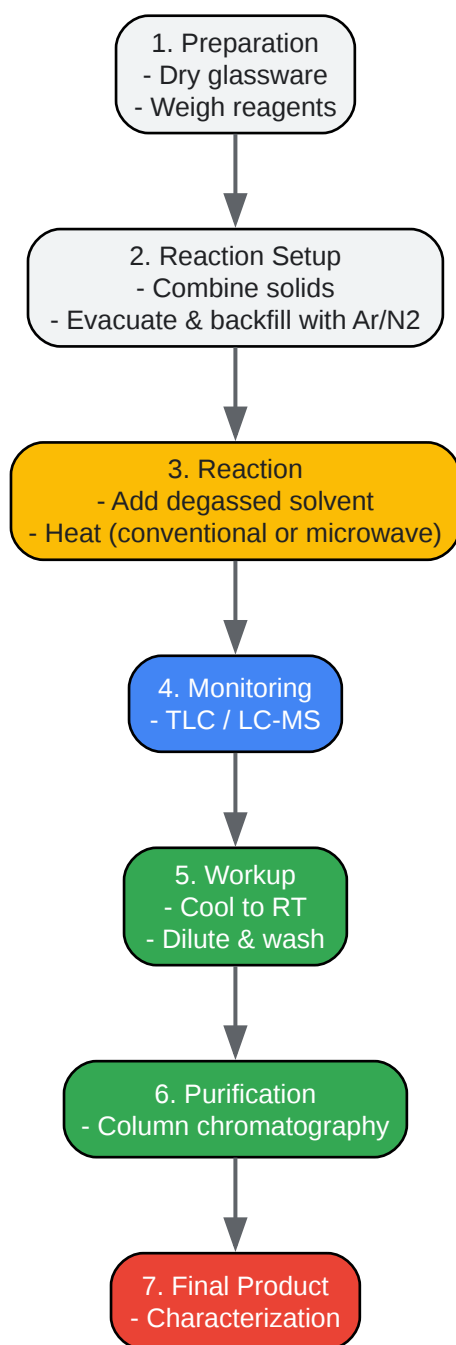 1. Preparation
- Dry glassware
- Weigh reagents
2. Reaction Setup
- Combine solids
- Evacuate & backfill with Ar/N2
3. Reaction
- Add degassed solvent
- Heat (conventional or microwave)
4. Monitoring
- TLC / LC-MS
5. Workup
- Cool to RT
- Dilute & wash
6. Purification
- Column chromatography
7. Final Product
- Characterization